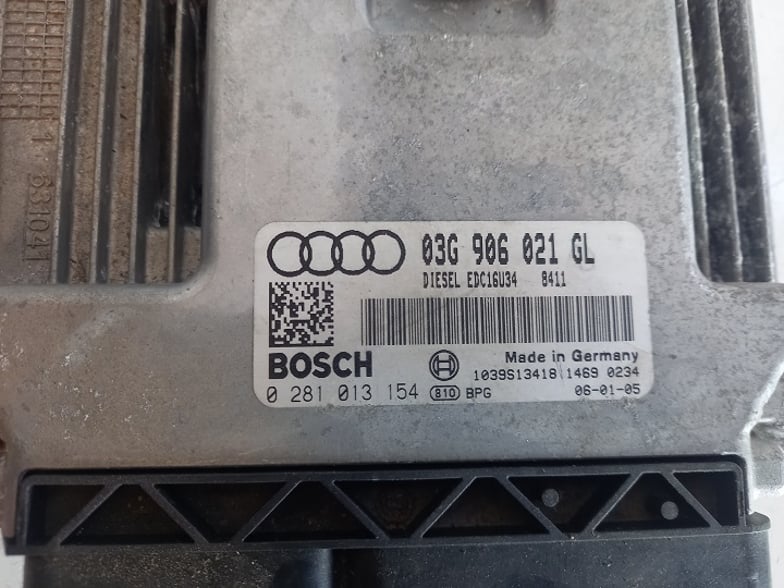 03G 906 021 GL
DIESEL EDC16U34 8411
BOSCH
Made in Germany
1039S13418 1469 0234
0 281 013 154 810 BPG 06-01-05